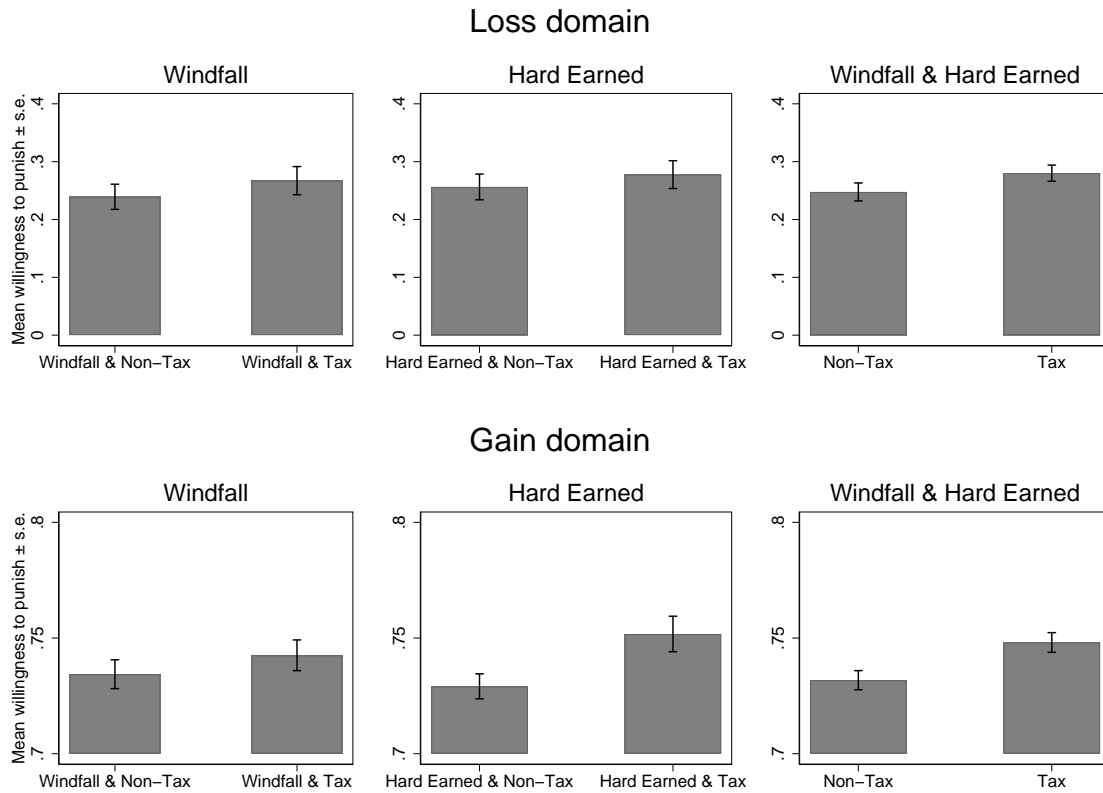 Loss domain
Windfall
Hard Earned
Windfall & Hard Earned
Mean willingness to punish ± s.e.
.4
.3
.2
.1
0
Windfall & Non−Tax
Windfall & Tax
.4
.3
.2
.1
0
Hard Earned & Non−Tax
Hard Earned & Tax
.4
.3
.2
.1
0
Non−Tax
Tax
Gain domain
Windfall
Hard Earned
Windfall & Hard Earned
Mean willingness to punish ± s.e.
.8
.75
.7
Windfall & Non−Tax
Windfall & Tax
.8
.75
.7
Hard Earned & Non−Tax
Hard Earned & Tax
.8
.75
.7
Non−Tax
Tax